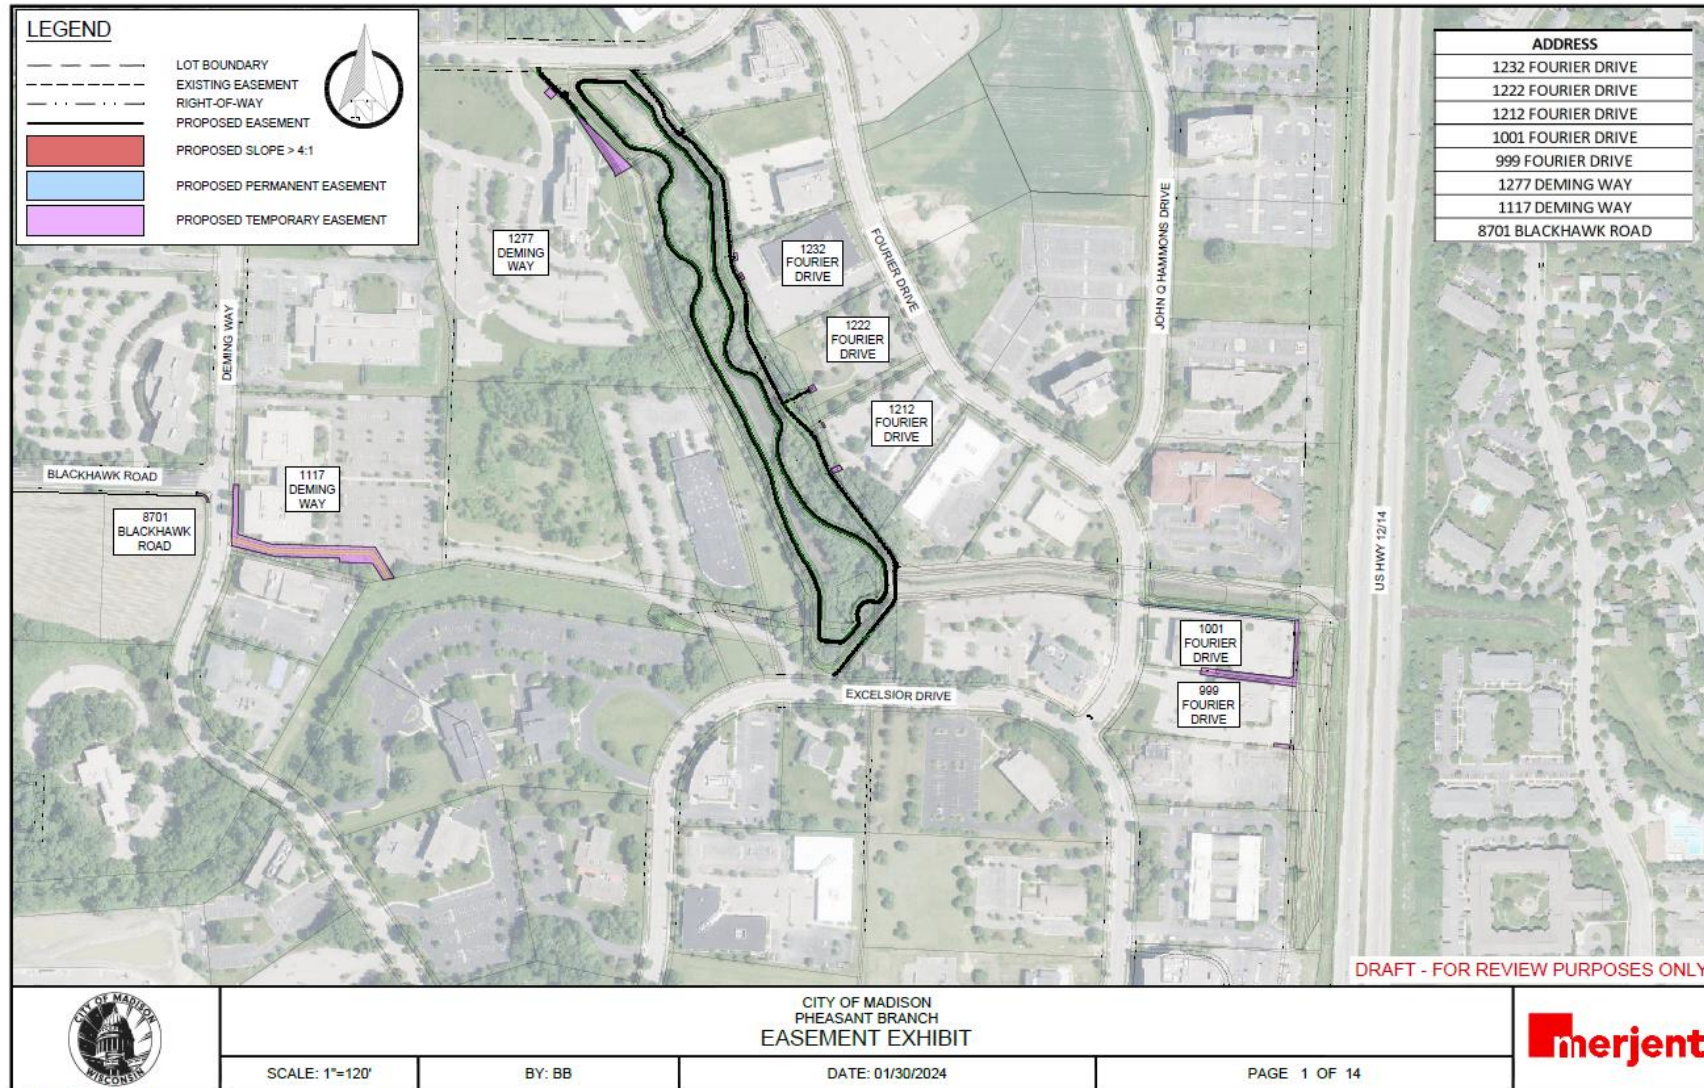 LEGEND
LOT BOUNDARY
EXISTING EASEMENT
RIGHT-OF-WAY
PROPOSED EASEMENT
PROPOSED SLOPE > 4:1
PROPOSED PERMANENT EASEMENT
PROPOSED TEMPORARY EASEMENT
N
ADDRESS
1232 FOURIER DRIVE
1222 FOURIER DRIVE
1212 FOURIER DRIVE
1001 FOURIER DRIVE
999 FOURIER DRIVE
1277 DEMING WAY
1117 DEMING WAY
8701 BLACKHAWK ROAD
1277
DEMING
WAY
1232
FOURIER
DRIVE
FOURIER DRIVE
JOHN Q HAMMONS DRIVE
DEMING WAY
1222
FOURIER
DRIVE
1212
FOURIER
DRIVE
BLACKHAWK ROAD
1117
DEMING
WAY
8701
BLACKHAWK
ROAD
US HWY 12/14
1001
FOURIER
DRIVE
999
FOURIER
DRIVE
EXCELSIOR DRIVE
DRAFT - FOR REVIEW PURPOSES ONLY
CITY OF MADISON
WISCONSIN
CITY OF MADISON
PHEASANT BRANCH
EASEMENT EXHIBIT
SCALE: 1"=120'
BY: BB
DATE: 01/30/2024
PAGE 1 OF 14
merjent